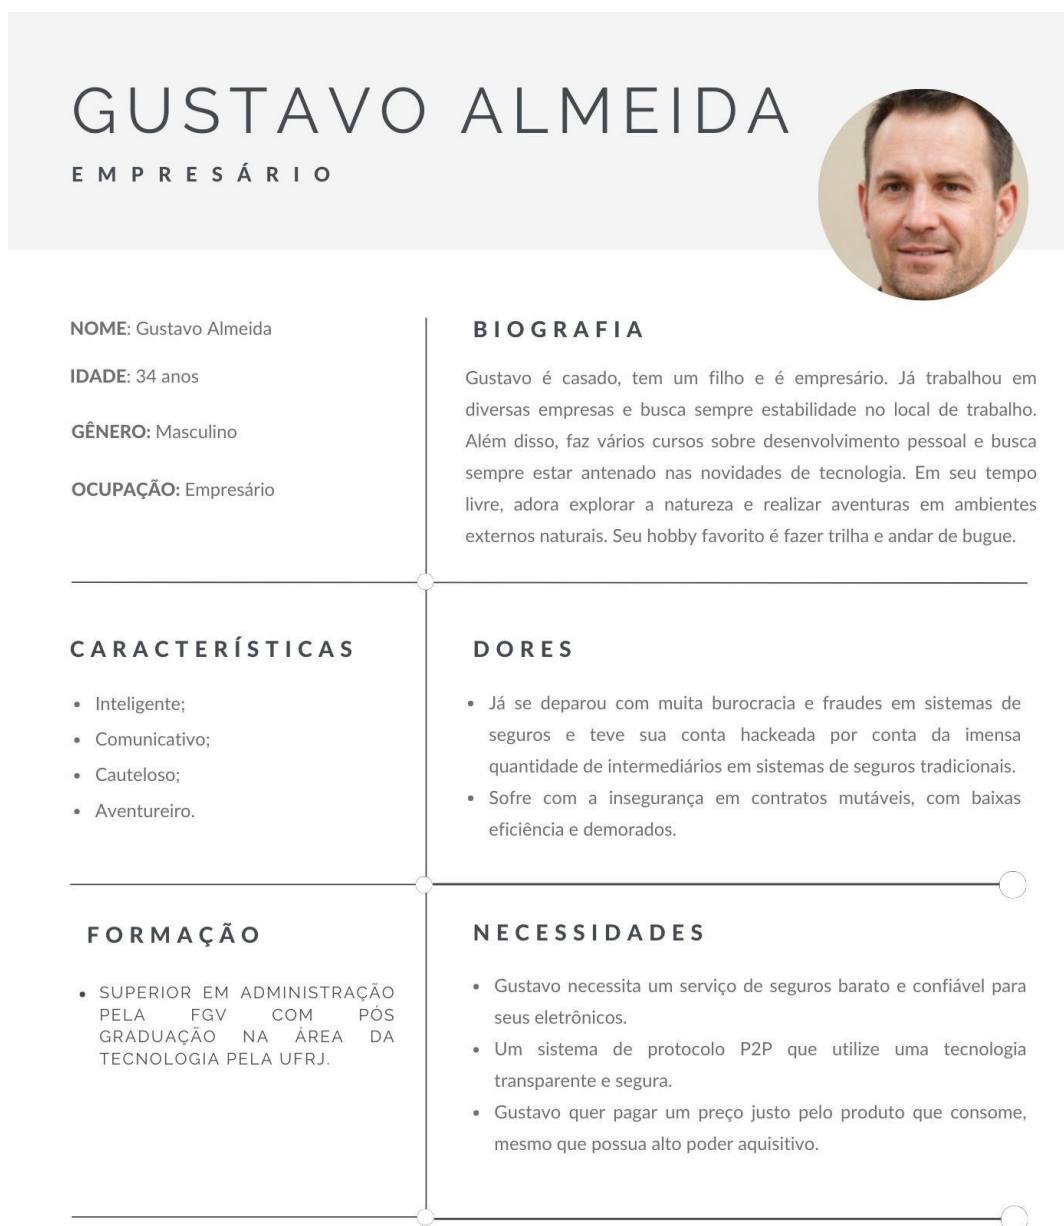 GUSTAVO ALMEIDA
EMPRESÁRIO
NOME: Gustavo Almeida
IDADE: 34 anos
GÊNERO: Masculino
OCUPAÇÃO: Empresário
BIOGRAFIA
Gustavo é casado, tem um filho e é empresário. Já trabalhou em
diversas empresas e busca sempre estabilidade no local de trabalho.
Além disso, faz vários cursos sobre desenvolvimento pessoal e busca
sempre estar antenado nas novidades de tecnologia. Em seu tempo
livre, adora explorar a natureza e realizar aventuras em ambientes
externos naturais. Seu hobby favorito é fazer trilha e andar de bugue.
CARACTERÍSTICAS
• Inteligente;
• Comunicativo;
• Cauteloso;
• Aventureiro.
DORES
• Já se deparou com muita burocracia e fraudes em sistemas de
seguros e teve sua conta hackeada por conta da imensa
quantidade de intermediários em sistemas de seguros tradicionais.
• Sofre com a insegurança em contratos mutáveis, com baixas
eficiência e demorados.
FORMAÇÃO
• SUPERIOR EM ADMINISTRAÇÃO
PELA FGV COM PÓS
GRADUAÇÃO NA ÁREA DA
TECNOLOGIA PELA UFRJ.
NECESSIDADES
• Gustavo necessita um serviço de seguros barato e confiável para
seus eletrônicos.
• Um sistema de protocolo P2P que utilize uma tecnologia
transparente e segura.
• Gustavo quer pagar um preço justo pelo produto que consome,
mesmo que possua alto poder aquisitivo.